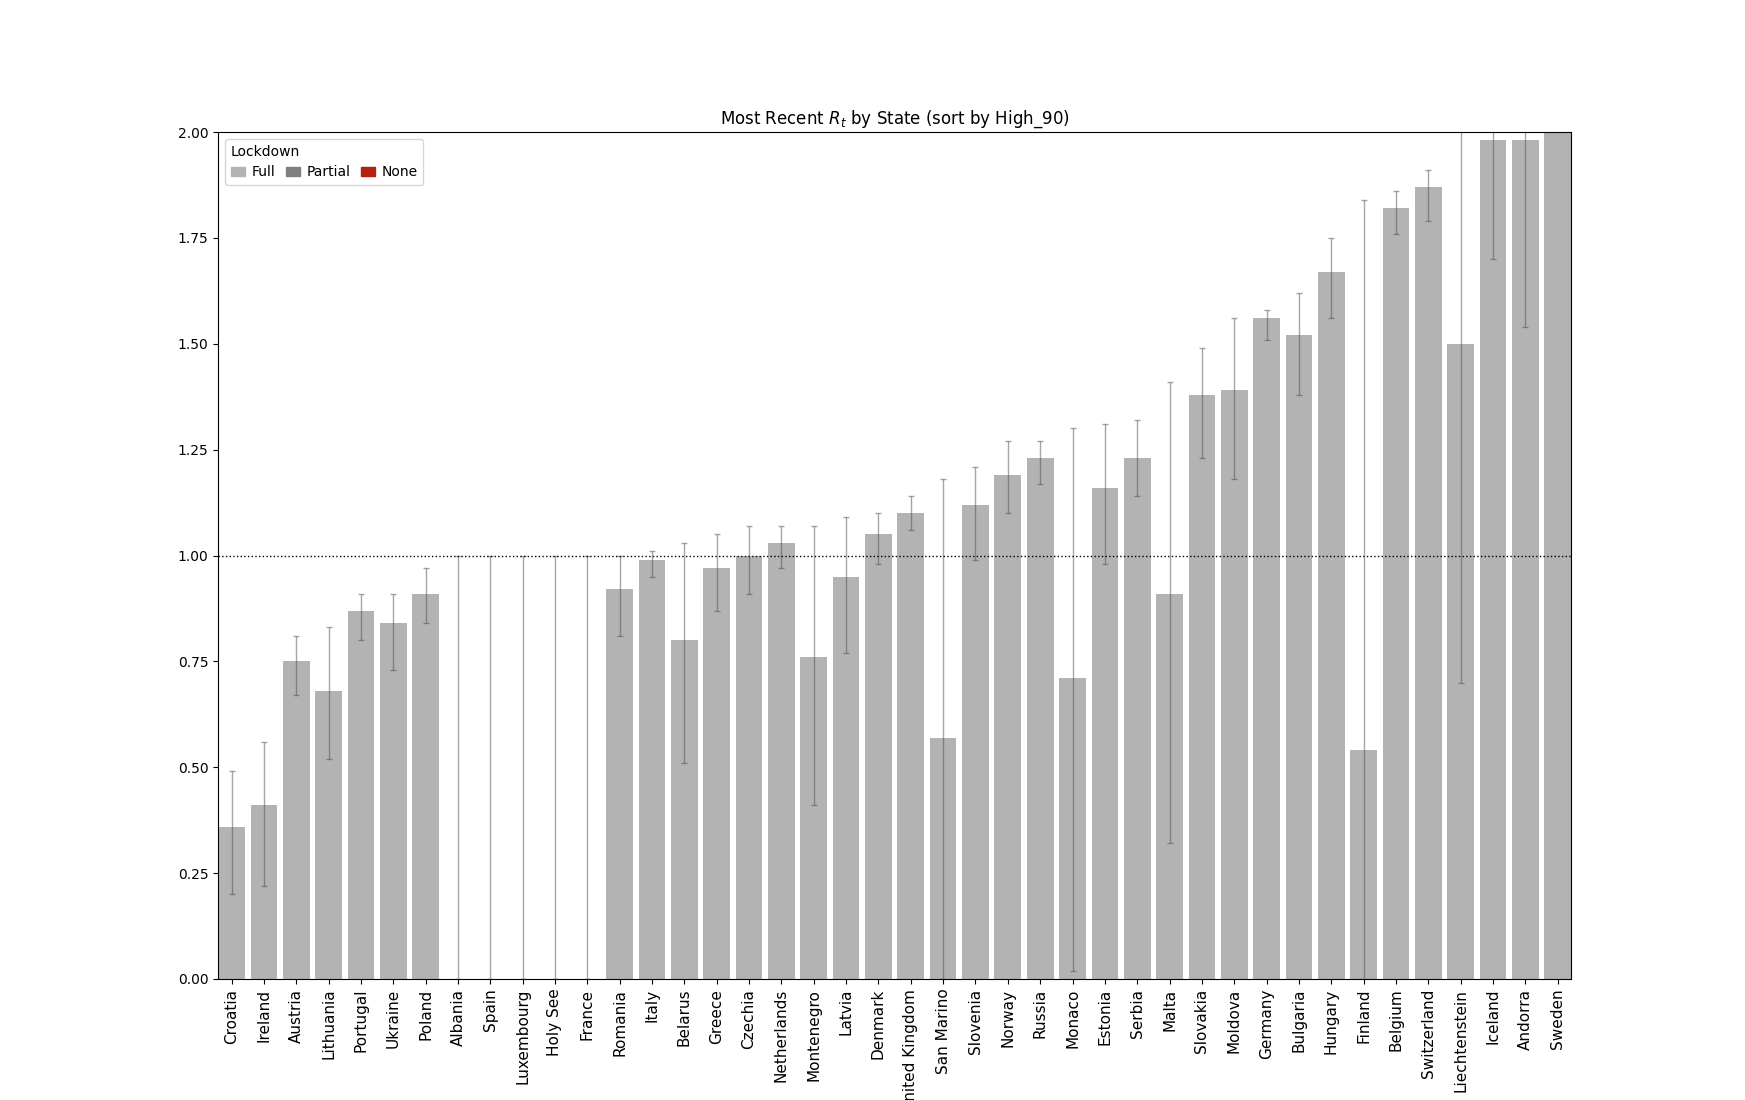 Most Recent R_t by State (sort by High_90)
Lockdown
Full Partial None
2.00
1.75
1.50
1.25
1.00
0.75
0.50
0.25
0.00
Croatia
Ireland
Austria
Lithuania
Portugal
Ukraine
Poland
Albania
Spain
Luxembourg
Holy See
France
Romania
Italy
Belarus
Greece
Czechia
Netherlands
Montenegro
Latvia
Denmark
nited Kingdom
San Marino
Slovenia
Norway
Russia
Monaco
Estonia
Serbia
Malta
Slovakia
Moldova
Germany
Bulgaria
Hungary
Finland
Belgium
Switzerland
Liechtenstein
Iceland
Andorra
Sweden